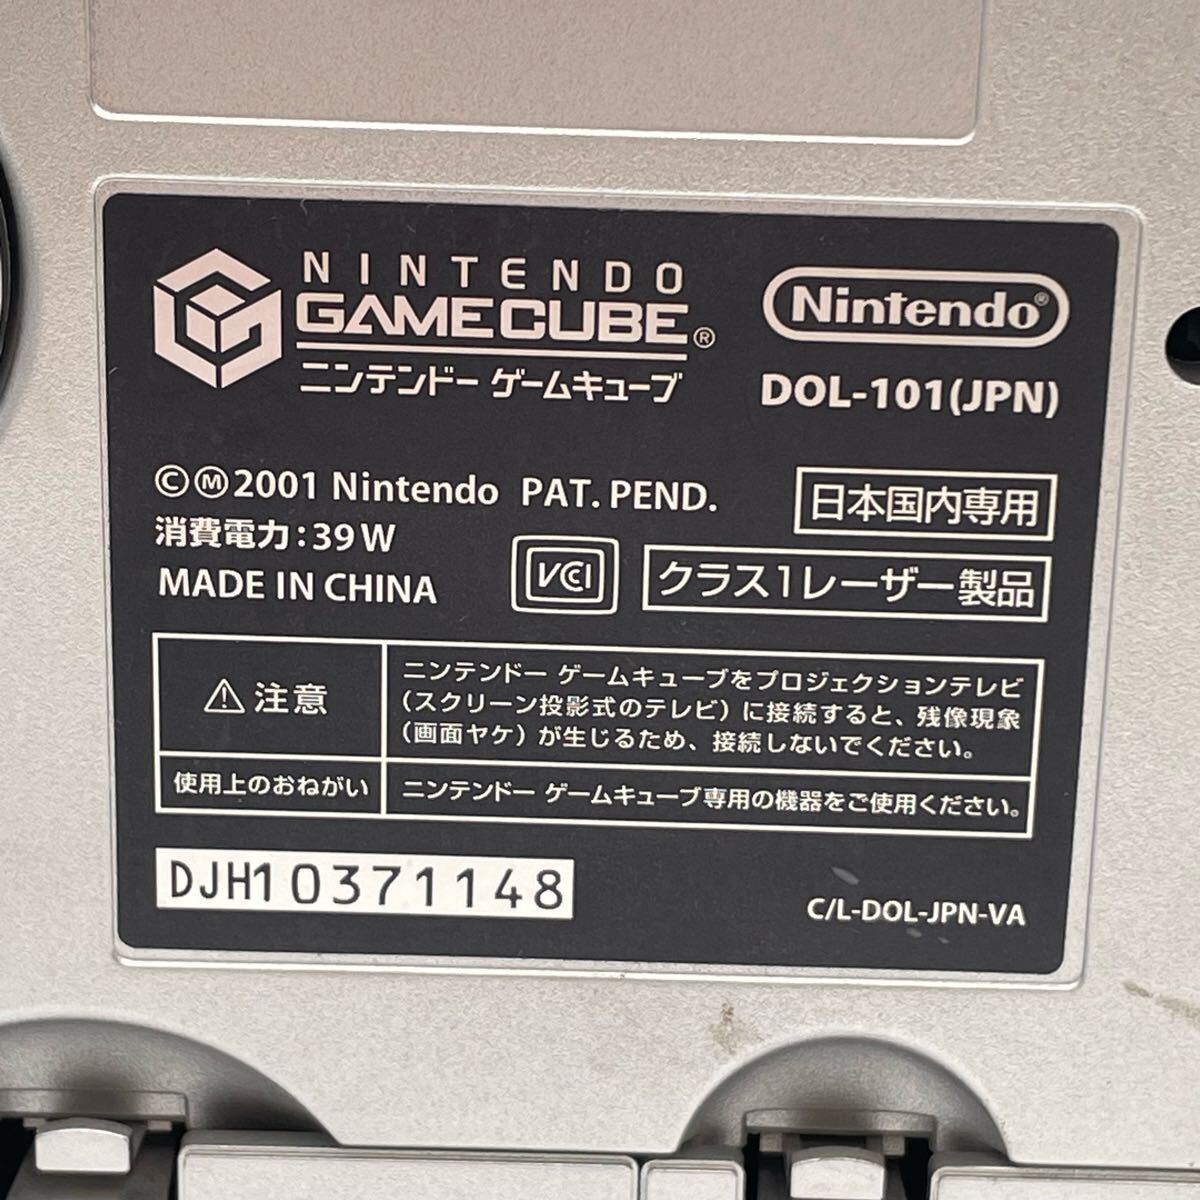 NINTENDO
GAMECUBE®
ニンテンドー ゲームキューブ
Nintendo®
DOL-101(JPN)
©Ⓜ2001 Nintendo PAT. PEND.
消費電力:39W
MADE IN CHINA
日本国内専用
VCI
クラス1レーザー製品
⚠注意
ニンテンドー ゲームキューブをプロジェクションテレビ
(スクリーン投影式のテレビ)に接続すると、残像現象
(画面ヤケ)が生じるため、接続しないでください。
使用上のおねがい
ニンテンドー ゲームキューブ専用の機器をご使用ください。
DJH10371148
C/L-DOL-JPN-VA